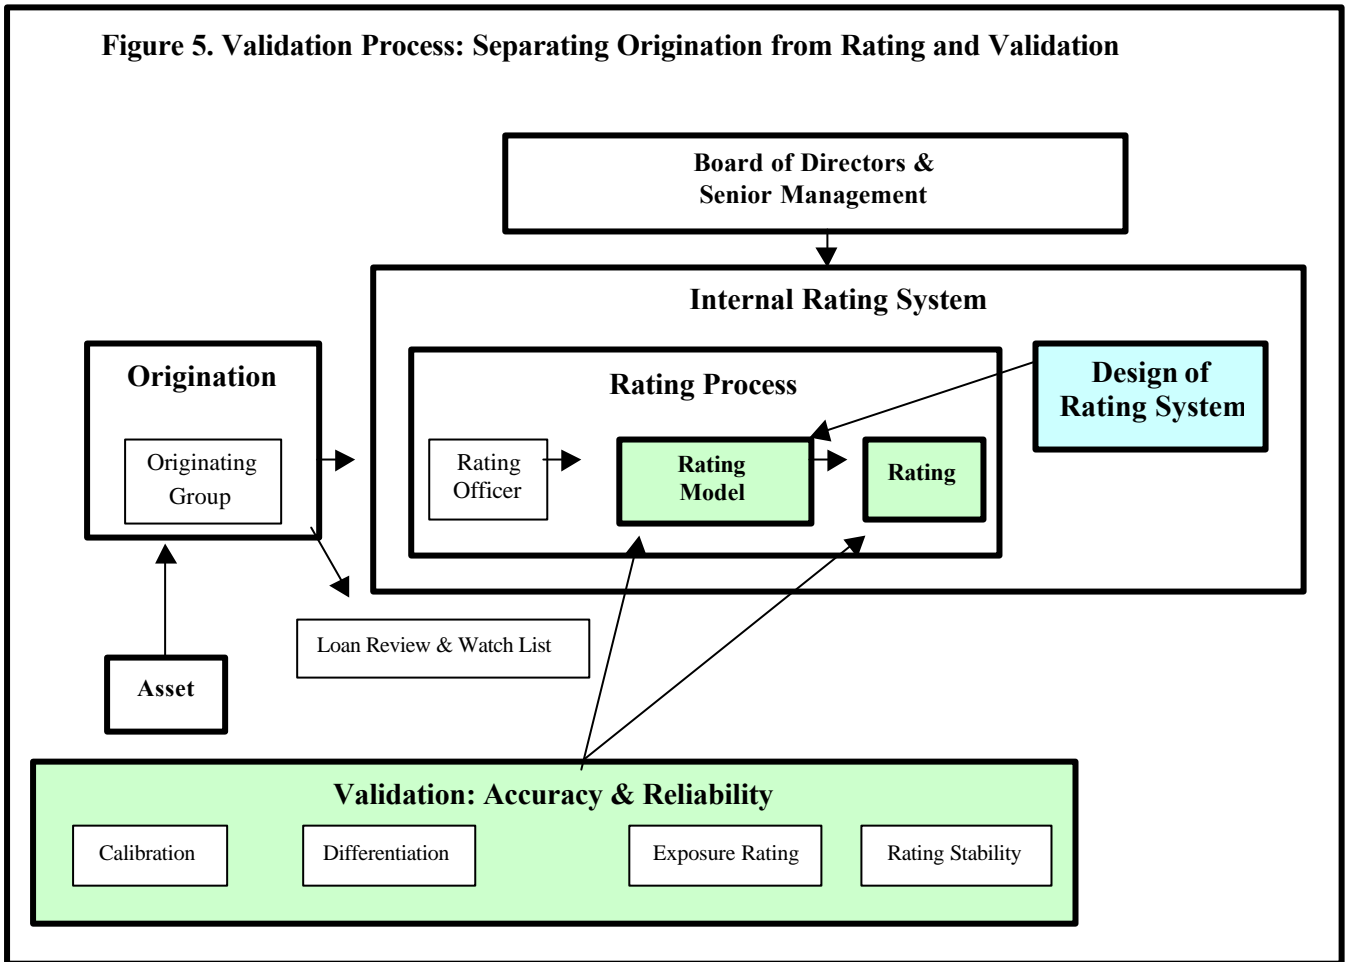 Figure 5. Validation Process: Separating Origination from Rating and Validation
Board of Directors &
Senior Management
Internal Rating System
Origination
Originating
Group
Rating Process
Rating
Officer
Rating
Model
Rating
Design of
Rating System
Loan Review & Watch List
Asset
Validation: Accuracy & Reliability
Calibration
Differentiation
Exposure Rating
Rating Stability